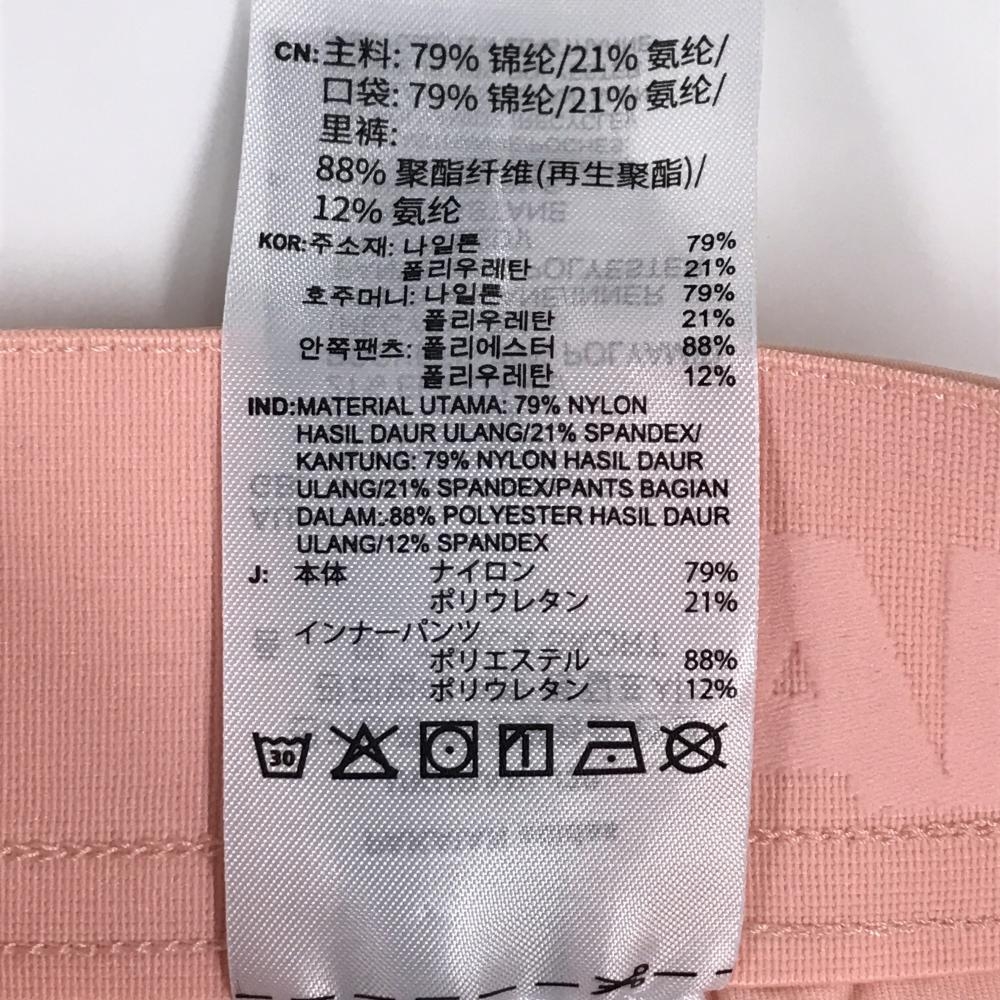 CN:主料: 79% 锦纶/21% 氨纶/
口袋: 79% 锦纶/21% 氨纶/
里裤:
88% 聚酯纤维(再生聚酯)/
12% 氨纶
KOR:주소재: 나일론 79%
폴리우레탄 21%
호주머니: 나일론 79%
폴리우레탄 21%
안쪽팬츠: 폴리에스터 88%
폴리우레탄 12%
IND:MATERIAL UTAMA: 79% NYLON
HASIL DAUR ULANG/21% SPANDEX/
KANTUNG: 79% NYLON HASIL DAUR
ULANG/21% SPANDEX/PANTS BAGIAN
DALAM:-88% POLYESTER HASIL DAUR
ULANG/12% SPANDEX
J: 本体 ナイロン 79%
ポリウレタン 21%
インナーパンツ
ポリエステル 88%
ポリウレタン 12%
30